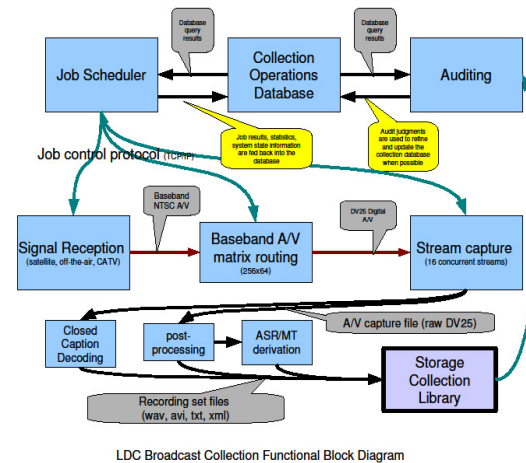 Database
query
results
Database
query
results
Job Scheduler
Collection
Operations
Database
Auditing
Job results, statistics,
system state information
are fed back into the
database
Audit judgments
are used to refine
and update the
collection database
when possible
Job control protocol (TCP/IP)
Baseband
NTSC A/V
DV25 Digital
A/V
Signal Reception
(satellite, off-the-air, CATV)
Baseband A/V
matrix routing
(256x64)
Stream capture
(16 concurrent streams)
A/V capture file (raw DV25)
Closed
Caption
Decoding
post-
processing
ASR/MT
derivation
Storage
Collection
Library
Recording set files
(wav, avi, txt, xml)
LDC Broadcast Collection Functional Block Diagram